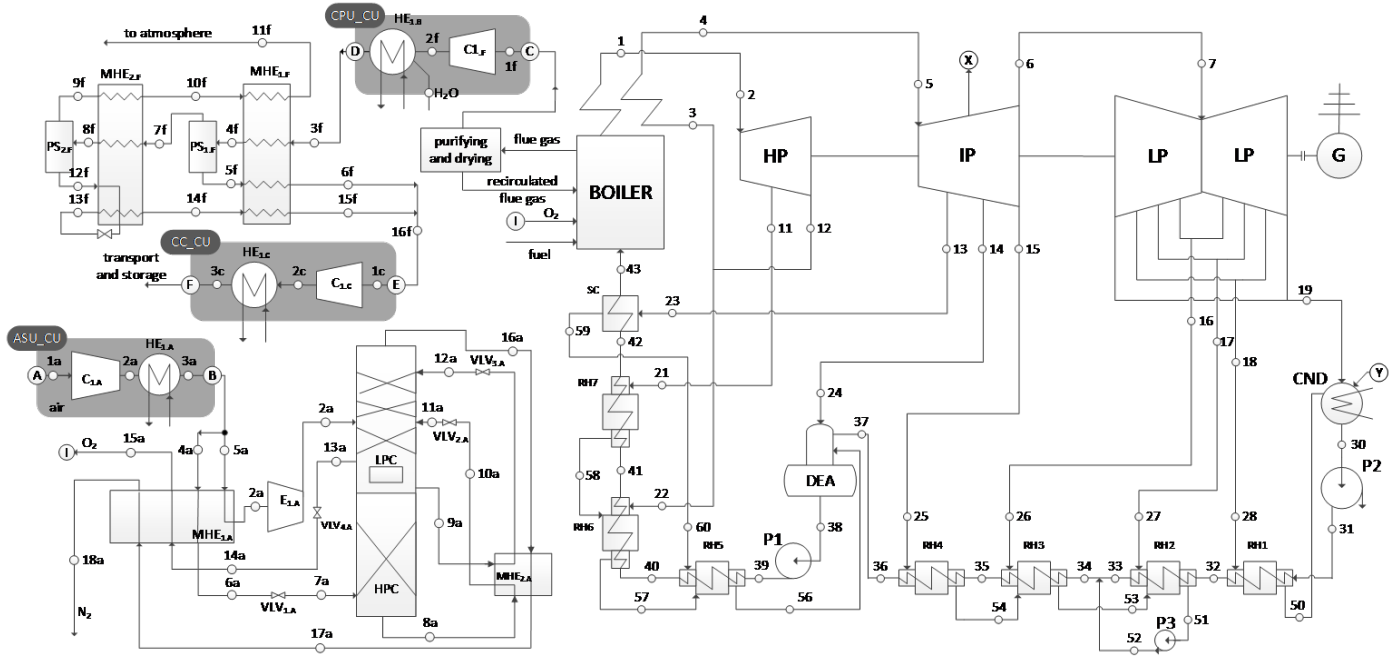 CPU_CU
HE1.B
D
2f
C1.F
1f
C
H2O
to atmosphere
11f
MHE2.F
MHE1.F
9f
10f
8f
7f
4f
3f
PS2.F
PS1.F
12f
5f
6f
13f
14f
15f
16f
purifying
and drying
flue gas
recirculated
flue gas
I
O2
fuel
BOILER
CC_CU
HE1.C
transport
and storage
F
3c
2c
C1.C
1c
E
ASU_CU
HE1.A
A
1a
C1.A
2a
3a
B
air
I
O2
15a
4a
5a
2a
E1.A
MHE1.A
18a
14a
6a
VLV1.A
7a
N2
17a
2a
13a
VLV4.A
LPC
HPC
12a
VLV3.A
16a
11a
VLV2.A
10a
9a
MHE2.A
8a
1
4
2
3
5
X
6
7
HP
IP
LP
LP
G
11
12
13
14
15
16
17
18
19
43
SC
59
23
42
RH7
21
58
41
22
RH6
57
40
60
RH5
39
P1
56
38
DEA
24
37
36
25
RH4
35
54
26
RH3
34
33
53
27
RH2
32
51
52
P3
28
RH1
50
31
P2
30
CND
Y